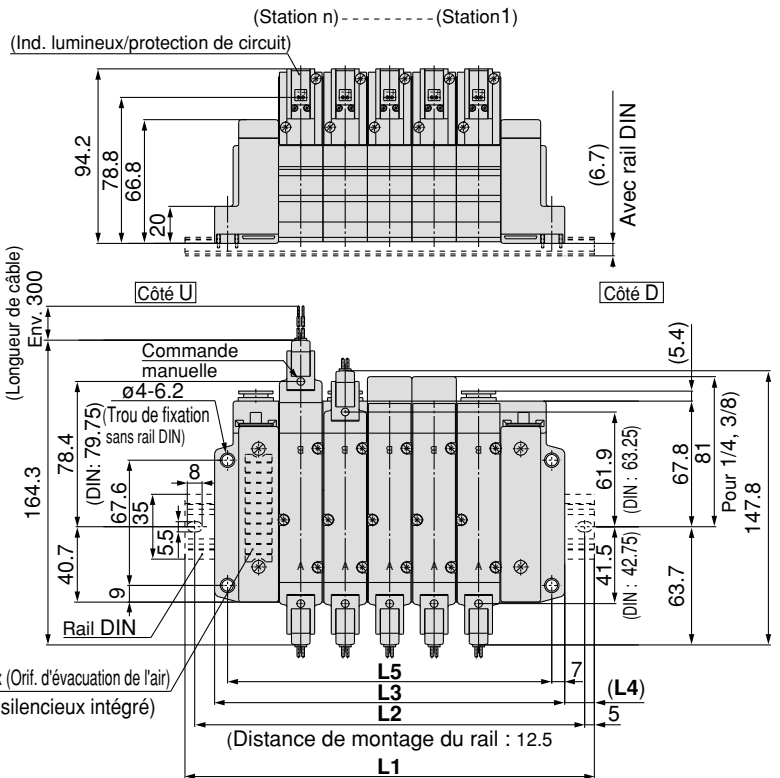 (Station n) - - - - - - - - (Station1)
(Ind. lumineux/protection de circuit)
94.2
78.8
66.8
20
(6.7)
Avec rail DIN
Côté U
Côté D
(Longueur de câble)
Env. 300
Commande
manuelle
ø4-6.2
(Trou de fixation
sans rail DIN)
164.3
78.4
(DIN: 79.75)
40.7
67.6
9
35
5.5
8
B
B
A
A
(5.4)
61.9
(DIN : 63.25)
67.8
81
Pour 1/4, 3/8)
147.8
41.5
(DIN : 42.75)
63.7
Rail DIN
x (Orif. d'évacuation de l'air)
silencieux intégré)
L5
7
L3
(L4)
L2
5
(Distance de montage du rail : 12.5
L1